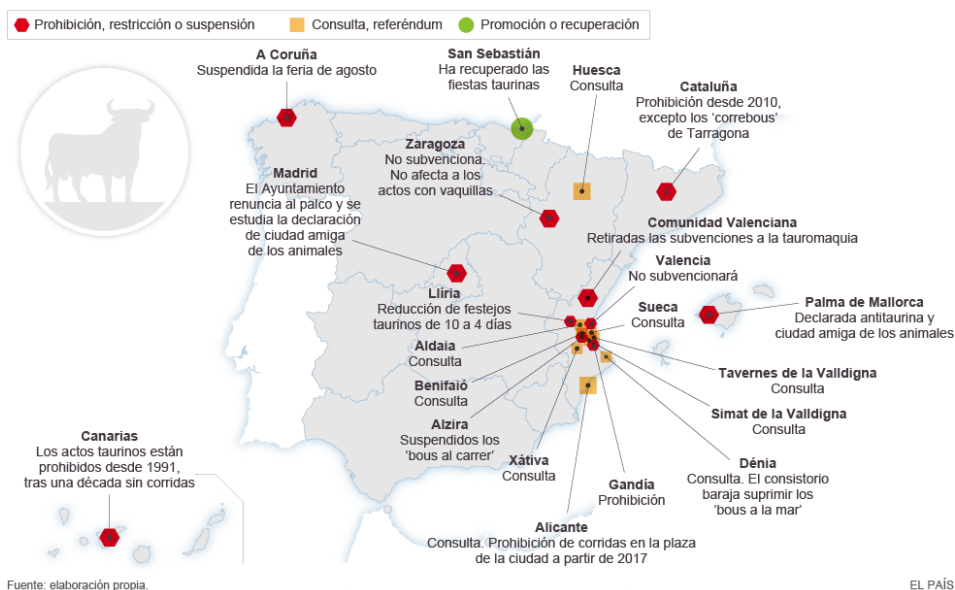 Prohibición, restricción o suspensión
Consulta, referéndum
Promoción o recuperación
A Coruña
Suspendida la feria de agosto
San Sebastián
Ha recuperado las
fiestas taurinas
Huesca
Consulta
Cataluña
Prohibición desde 2010,
excepto los ‘correbous’
de Tarragona
Zaragoza
No subvenciona.
No afecta a los
actos con vaquillas
Madrid
El Ayuntamiento
renuncia al palco y se
estudia la declaración
de ciudad amiga
de los animales
Comunidad Valenciana
Retiradas las subvenciones a la tauromaquia
Valencia
No subvencionará
Llíria
Reducción de festejos
taurinos de 10 a 4 días
Sueca
Consulta
Palma de Mallorca
Declarada antitaurina y
ciudad amiga de los animales
Aldaia
Consulta
Tavernes de la Valldigna
Consulta
Benifaió
Consulta
Simat de la Valldigna
Consulta
Alzira
Suspendidos los
‘bous al carrer’
Canarias
Los actos taurinos están
prohibidos desde 1991,
tras una década sin corridas
Xátiva
Consulta
Gandía
Prohibición
Dénia
Consulta. El consistorio
baraja suprimir los
‘bous a la mar’
Alicante
Consulta. Prohibición de corridas en la plaza
de la ciudad a partir de 2017
Fuente: elaboración propia.
EL PAÍS